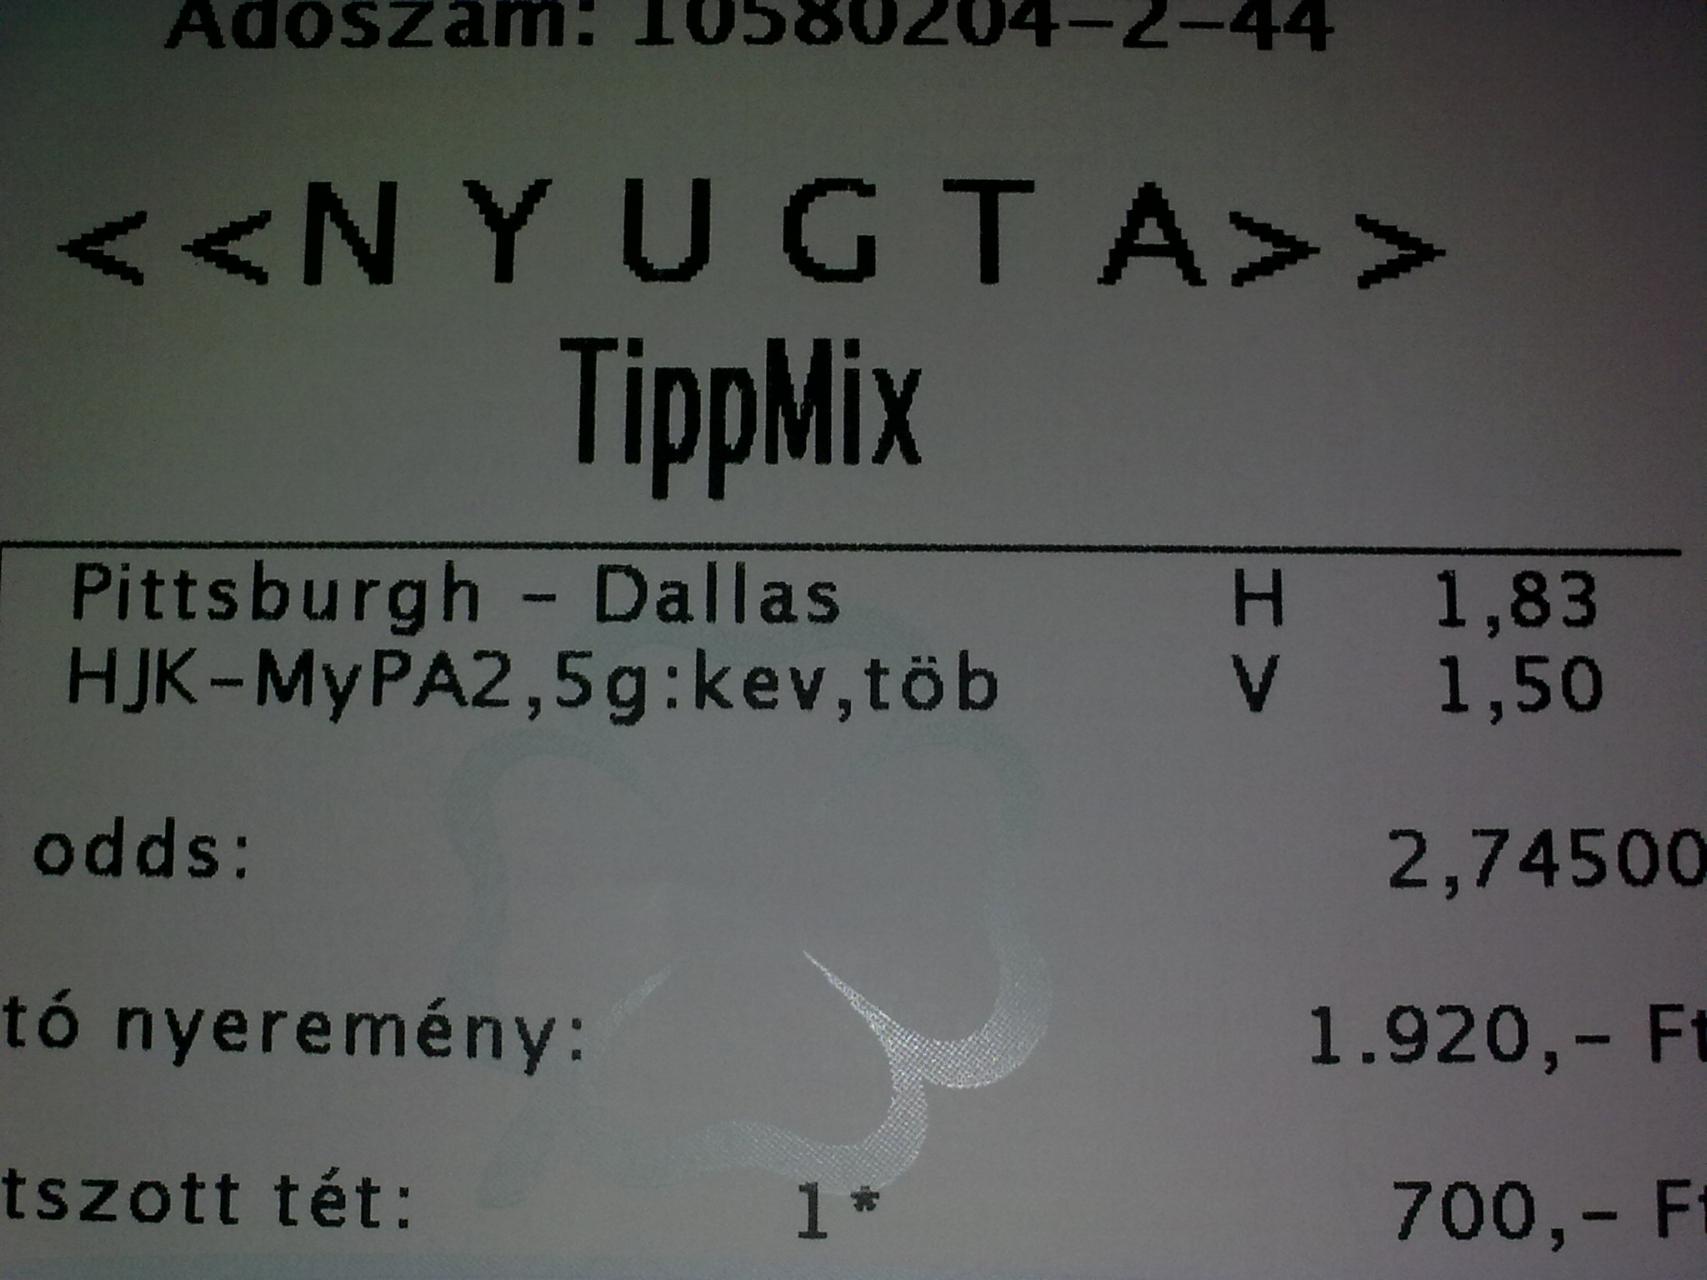 Adószám: 10580204-2-44
<<N Y U G T A>>
TippMix
Pittsburgh - Dallas H 1,83
HJK-MyPA2,5g:kev,töb V 1,50
odds: 2,74500
tó nyeremény: 1.920,- Ft
tszott tét: 1* 700,- Ft